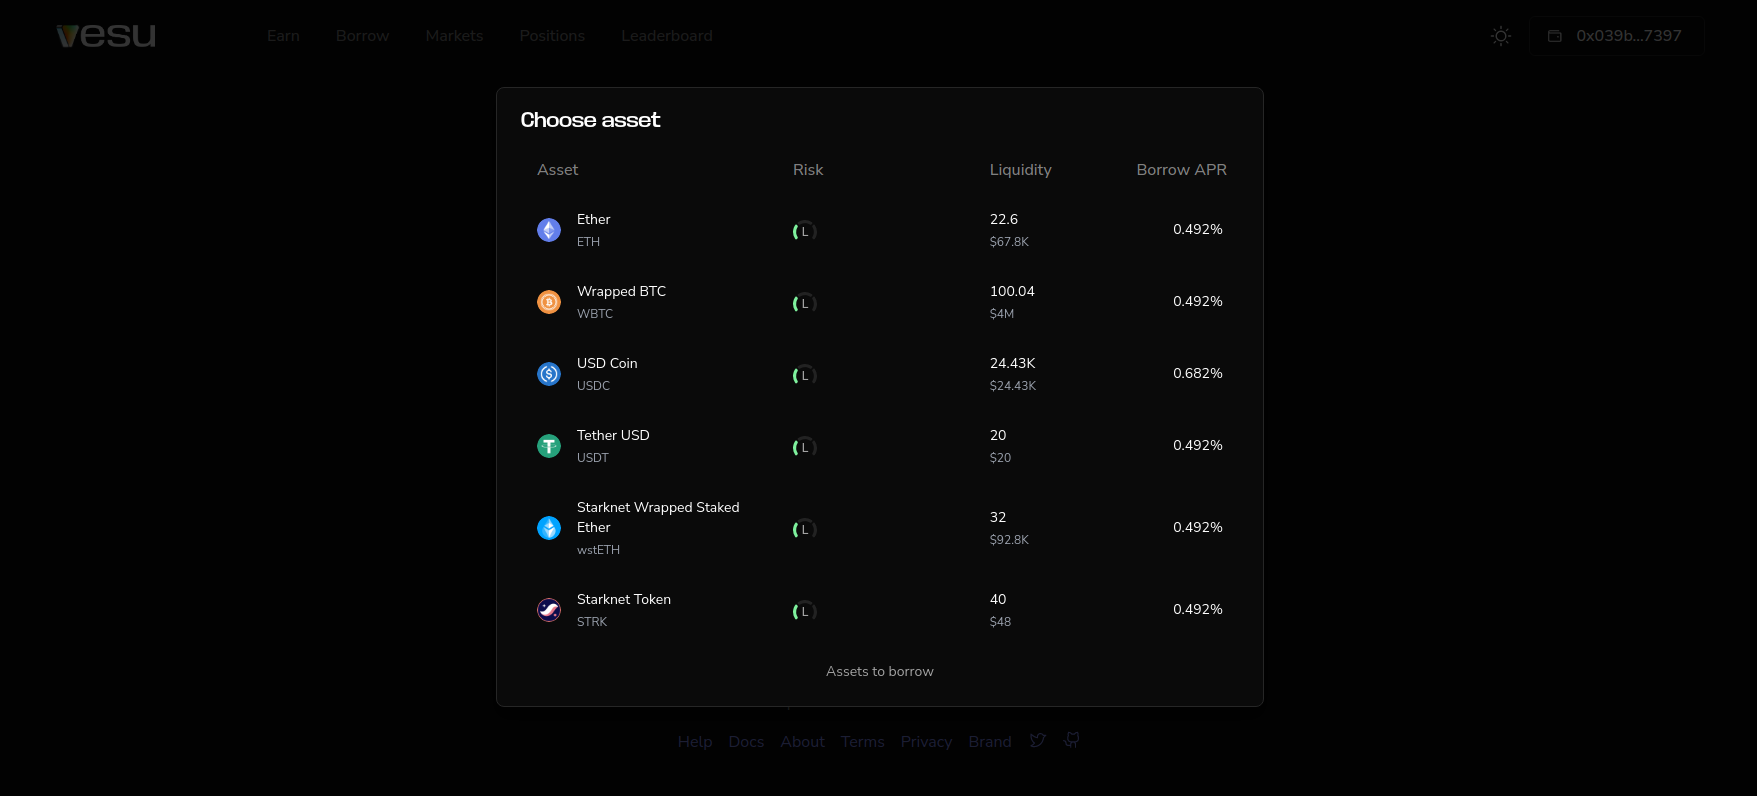 vesu
Earn Borrow Markets Positions Leaderboard
0x039b...7397
Choose asset
Asset Risk Liquidity Borrow APR
Ether
ETH
L
22.6
$67.8K
0.492%
Wrapped BTC
WBTC
L
100.04
$4M
0.492%
USD Coin
USDC
L
24.43K
$24.43K
0.682%
Tether USD
USDT
L
20
$20
0.492%
Starknet Wrapped Staked
Ether
wstETH
L
32
$92.8K
0.492%
Starknet Token
STRK
L
40
$48
0.492%
Assets to borrow
Help Docs About Terms Privacy Brand